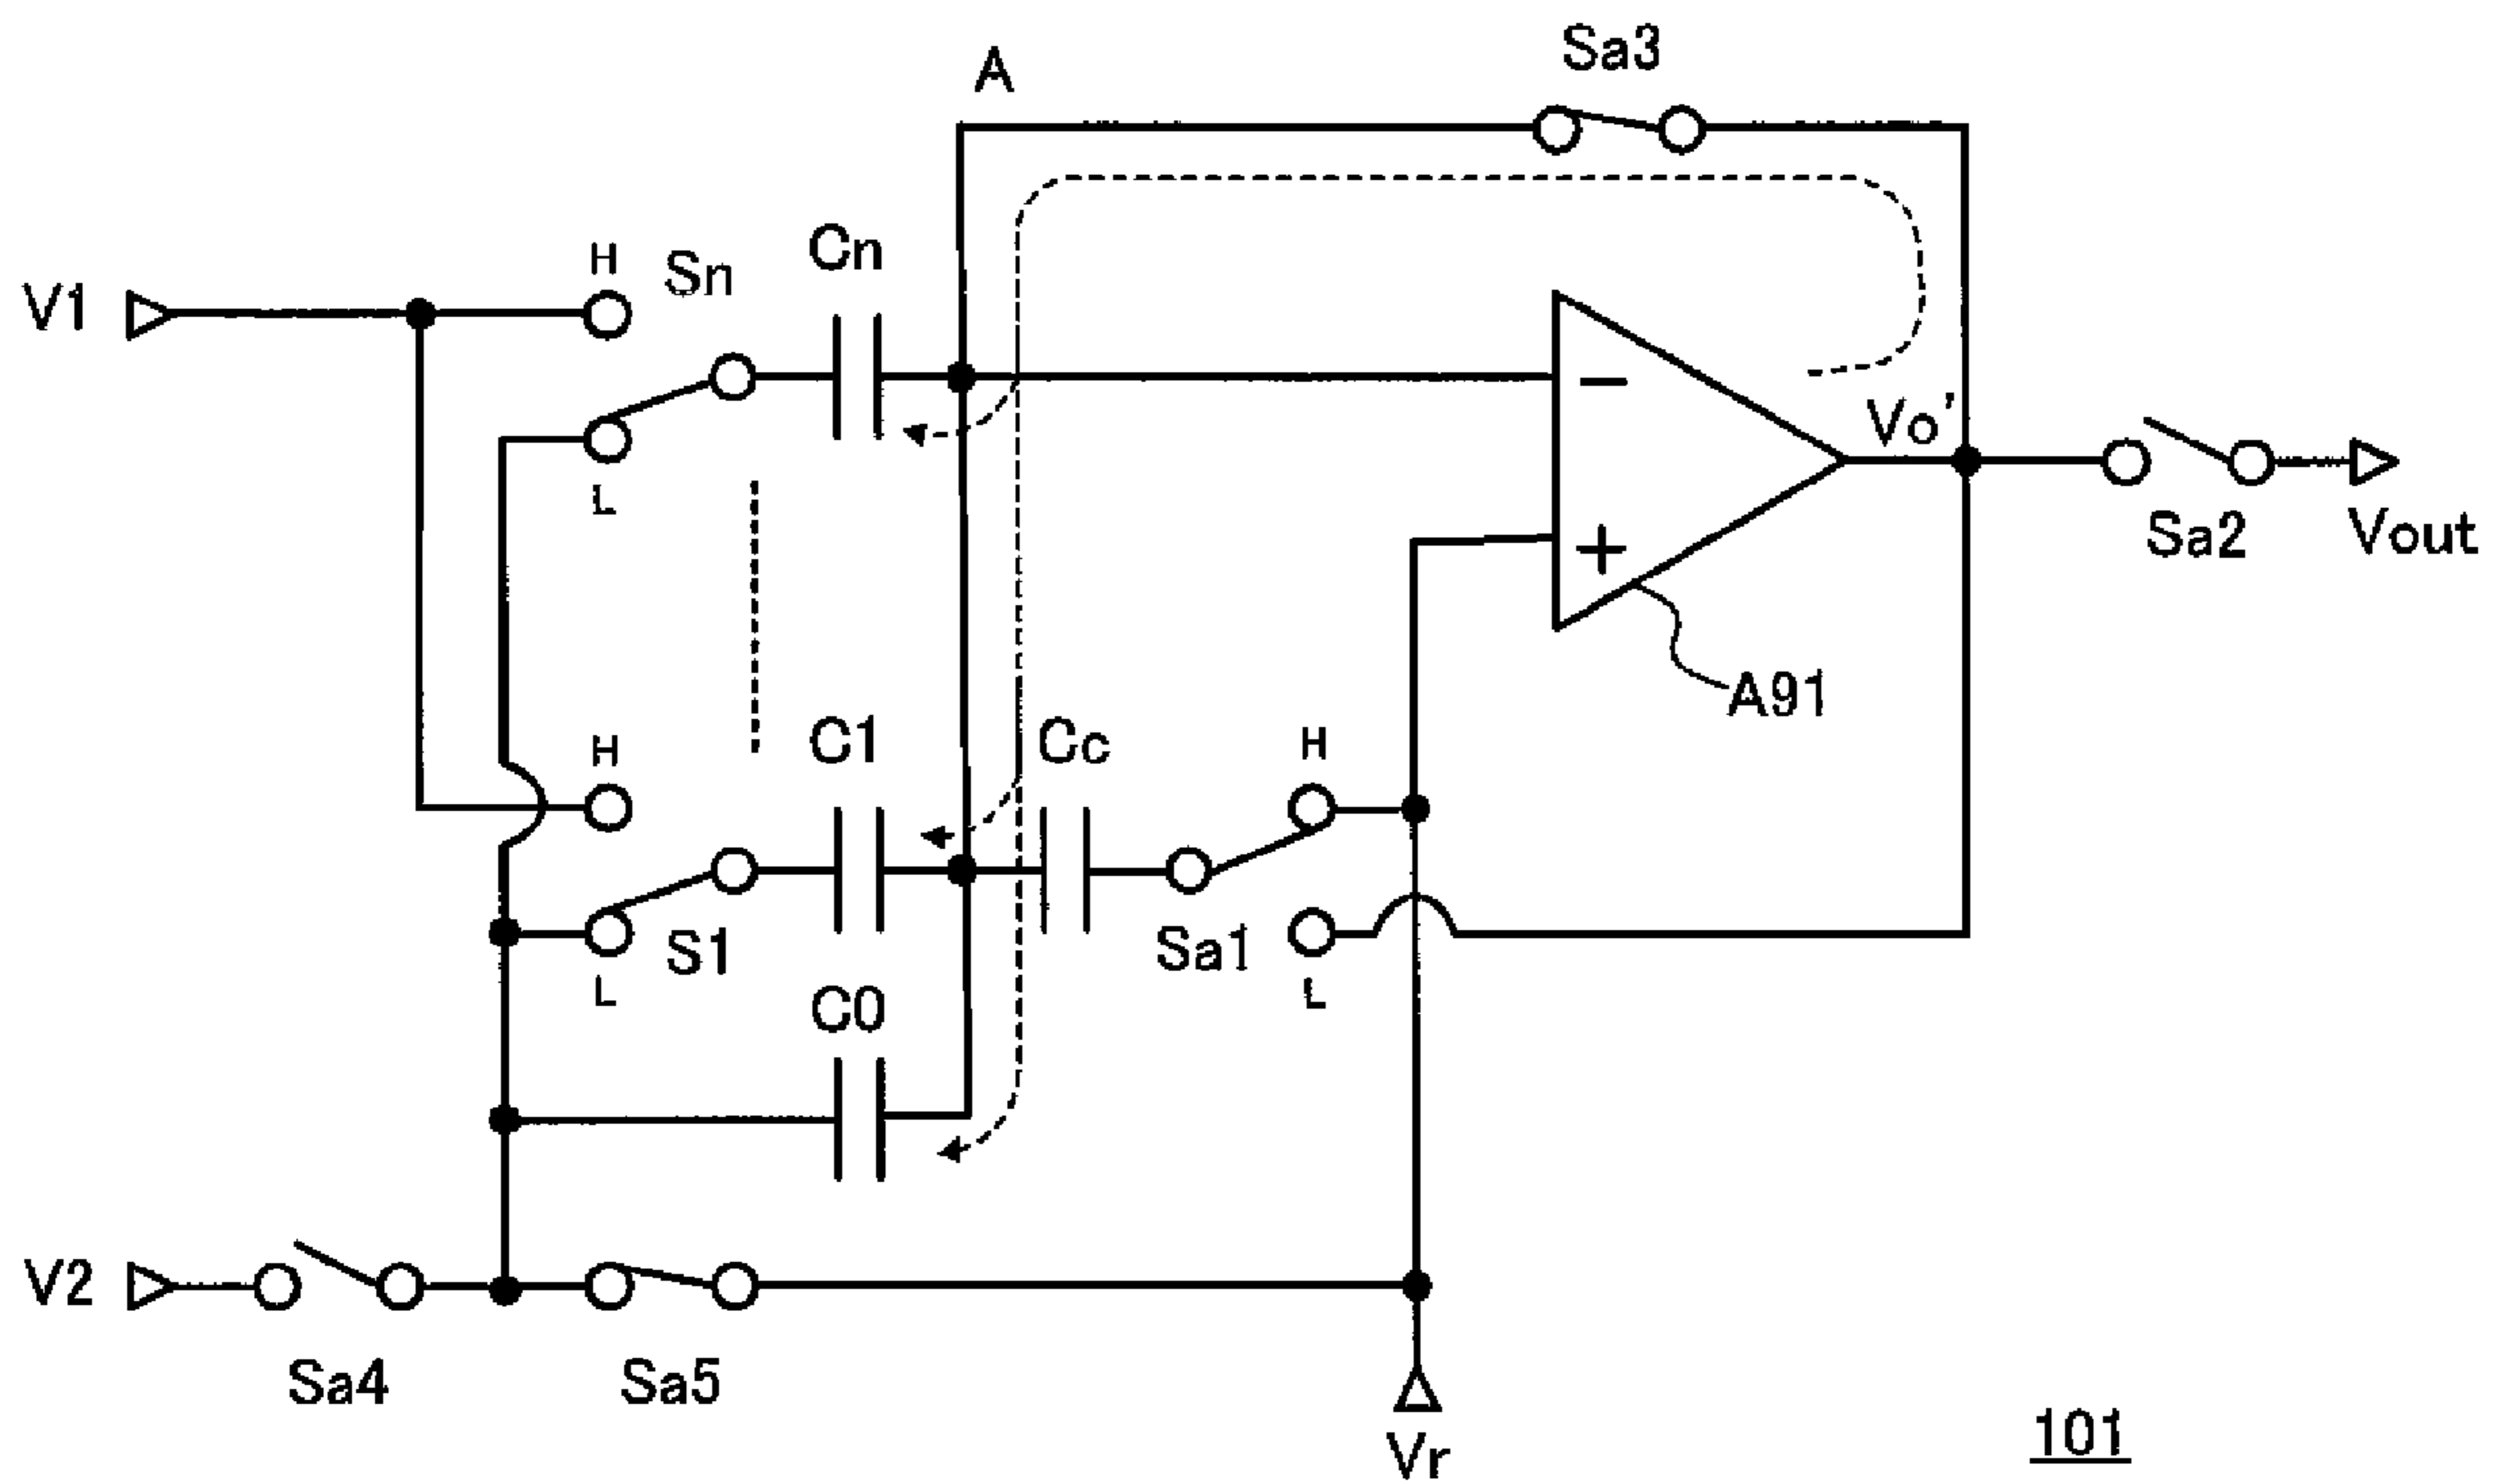 Sa3
A
Cn
H
Sn
V1
−
Vo'
L
+
Sa2
Vout
A91
C1
Cc
H
H
S1
Sa1
L
L
C0
V2
Sa4
Sa5
Vr
101